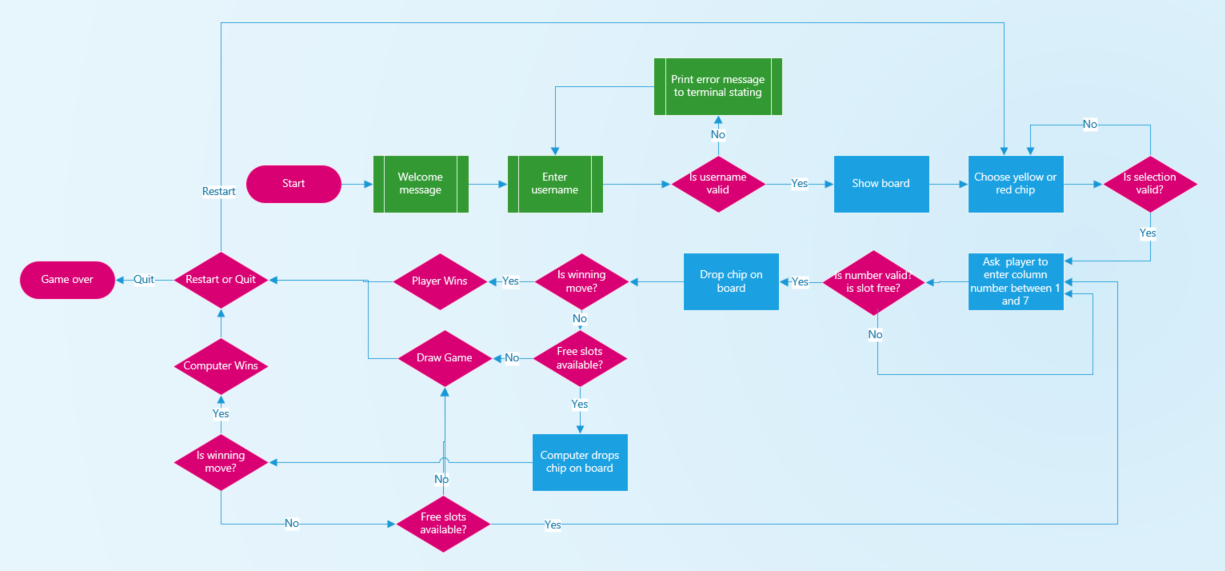 Print error message
to terminal stating
No
No
Restart
Start
Welcome
message
Enter
username
Is username
valid
Yes
Show board
Choose yellow or
red chip
Is selection
valid?
Yes
Game over
Quit
Restart or Quit
Player Wins
Yes
Is winning
move?
Drop chip on
board
Yes
Is number valid?
is slot free?
Ask player to
enter column
number between 1
and 7
No
No
Computer Wins
Draw Game
No
Free slots
available?
Yes
Yes
Is winning
move?
Computer drops
chip on board
No
No
Free slots
available?
Yes